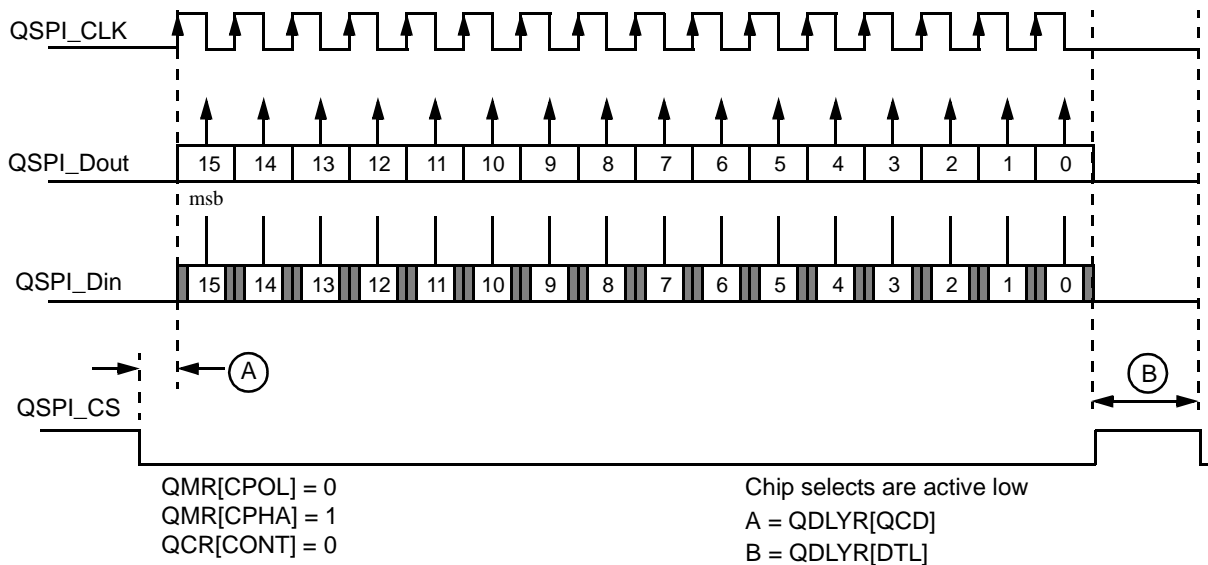 QSPI_CLK
QSPI_Dout
15 14 13 12 11 10 9 8 7 6 5 4 3 2 1 0
msb
QSPI_Din
15 14 13 12 11 10 9 8 7 6 5 4 3 2 1 0
A
B
QSPI_CS
QMR[CPOL] = 0
QMR[CPHA] = 1
QCR[CONT] = 0
Chip selects are active low
A = QDLYR[QCD]
B = QDLYR[DTL]